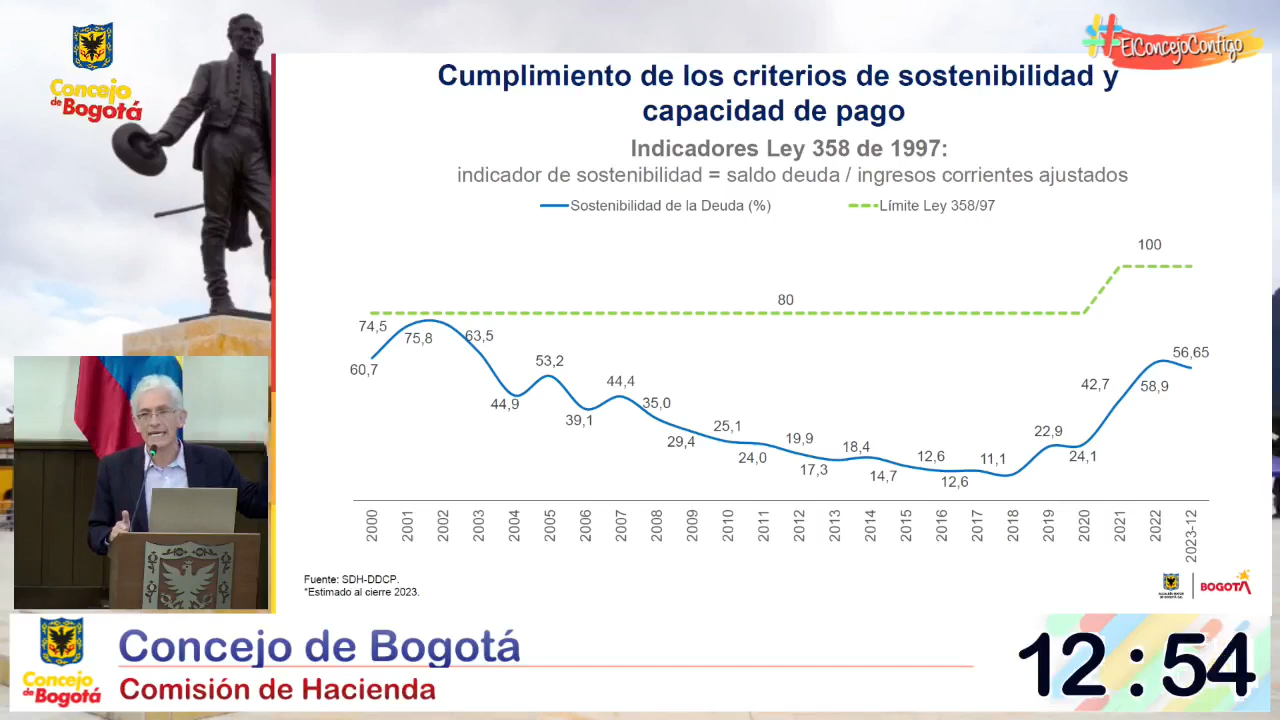 Concejo
de Bogotá
#ElConcejoContigo
Cumplimiento de los criterios de sostenibilidad y
capacidad de pago
Indicadores Ley 358 de 1997:
indicador de sostenibilidad = saldo deuda / ingresos corrientes ajustados
Sostenibilidad de la Deuda (%)
Límite Ley 358/97
100
80
74,5
75,8
63,5
60,7
53,2
44,9
39,1
44,4
35,0
29,4
25,1
24,0
19,9
17,3
18,4
14,7
12,6
12,6
11,1
22,9
24,1
42,7
58,9
56,65
2000
2001
2002
2003
2004
2005
2006
2007
2008
2009
2010
2011
2012
2013
2014
2015
2016
2017
2018
2019
2020
2021
2022
2023-12
Fuente: SDH-DDCP.
*Estimado al cierre 2023.
ALCALDÍA MAYOR
DE BOGOTÁ D.C.
BOGOTÁ
Concejo
de Bogotá
Concejo de Bogotá
Comisión de Hacienda
12:54